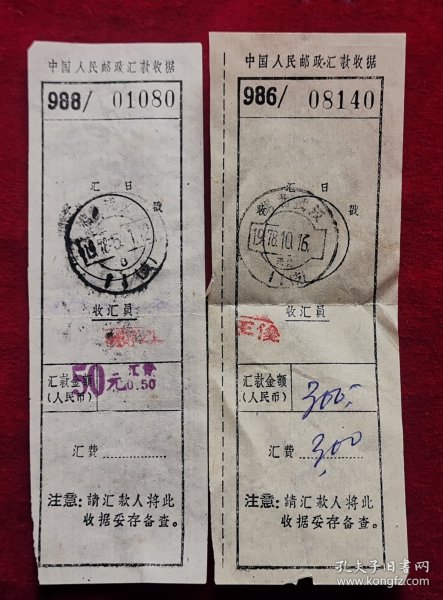 中国人民邮政汇款收据
988/ 01080
汇 日
戳
收汇员
汇款金额
(人民币)
50元 汇费
0.50
汇费
注意:請汇款人将此
收据妥存备查。
中国人民邮政汇款收据
986/ 08140
汇 日
戳
1978.10.16
收汇员
汇款金额
(人民币)
300.-
汇费 3.00
注意:請汇款人将此
收据妥存备查。
孔夫子旧书网
www.kongfz.com